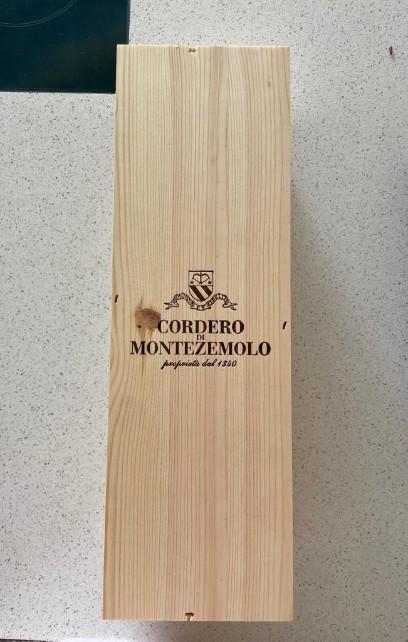 CORDERO
DI
MONTEZEMOLO
proprietà dal 1340